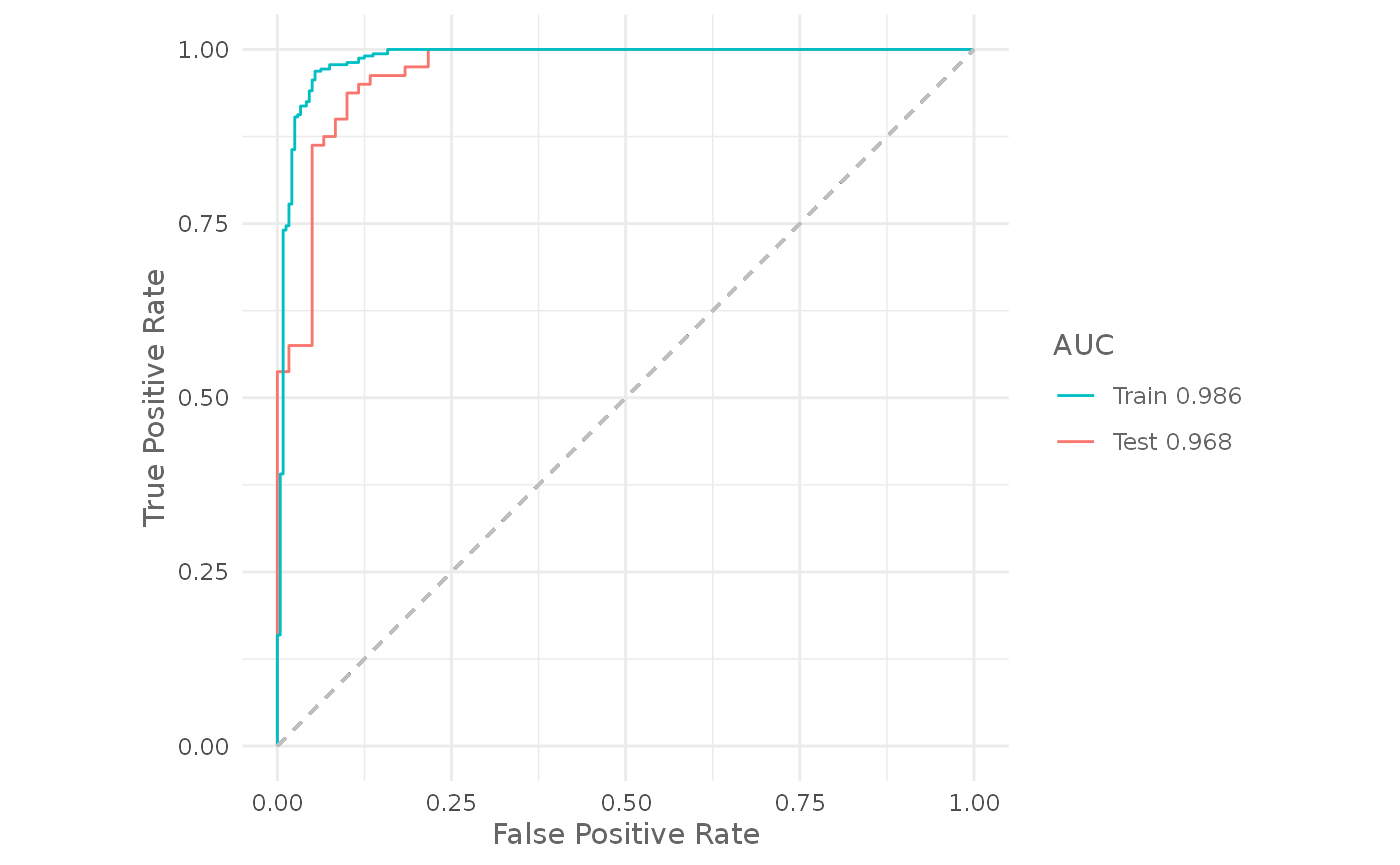 1.00
0.75
0.50
0.25
0.00
True Positive Rate
0.00 0.25 0.50 0.75 1.00
False Positive Rate
AUC
Train 0.986
Test 0.968